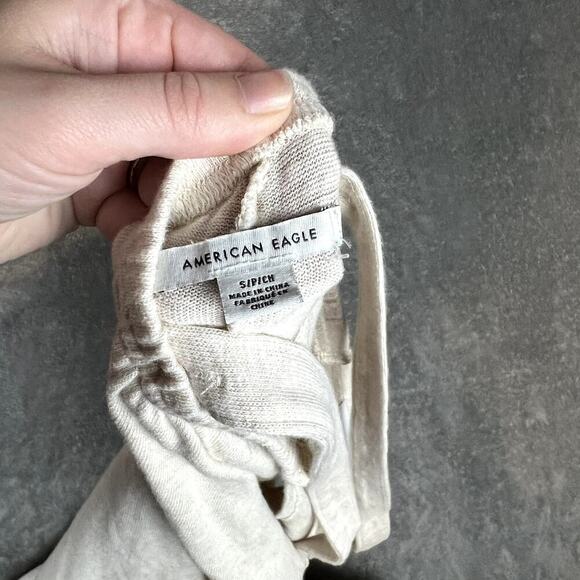 AMERICAN EAGLE
S/P/CH
MADE IN CHINA
FABRIQUÉ EN
CHINE